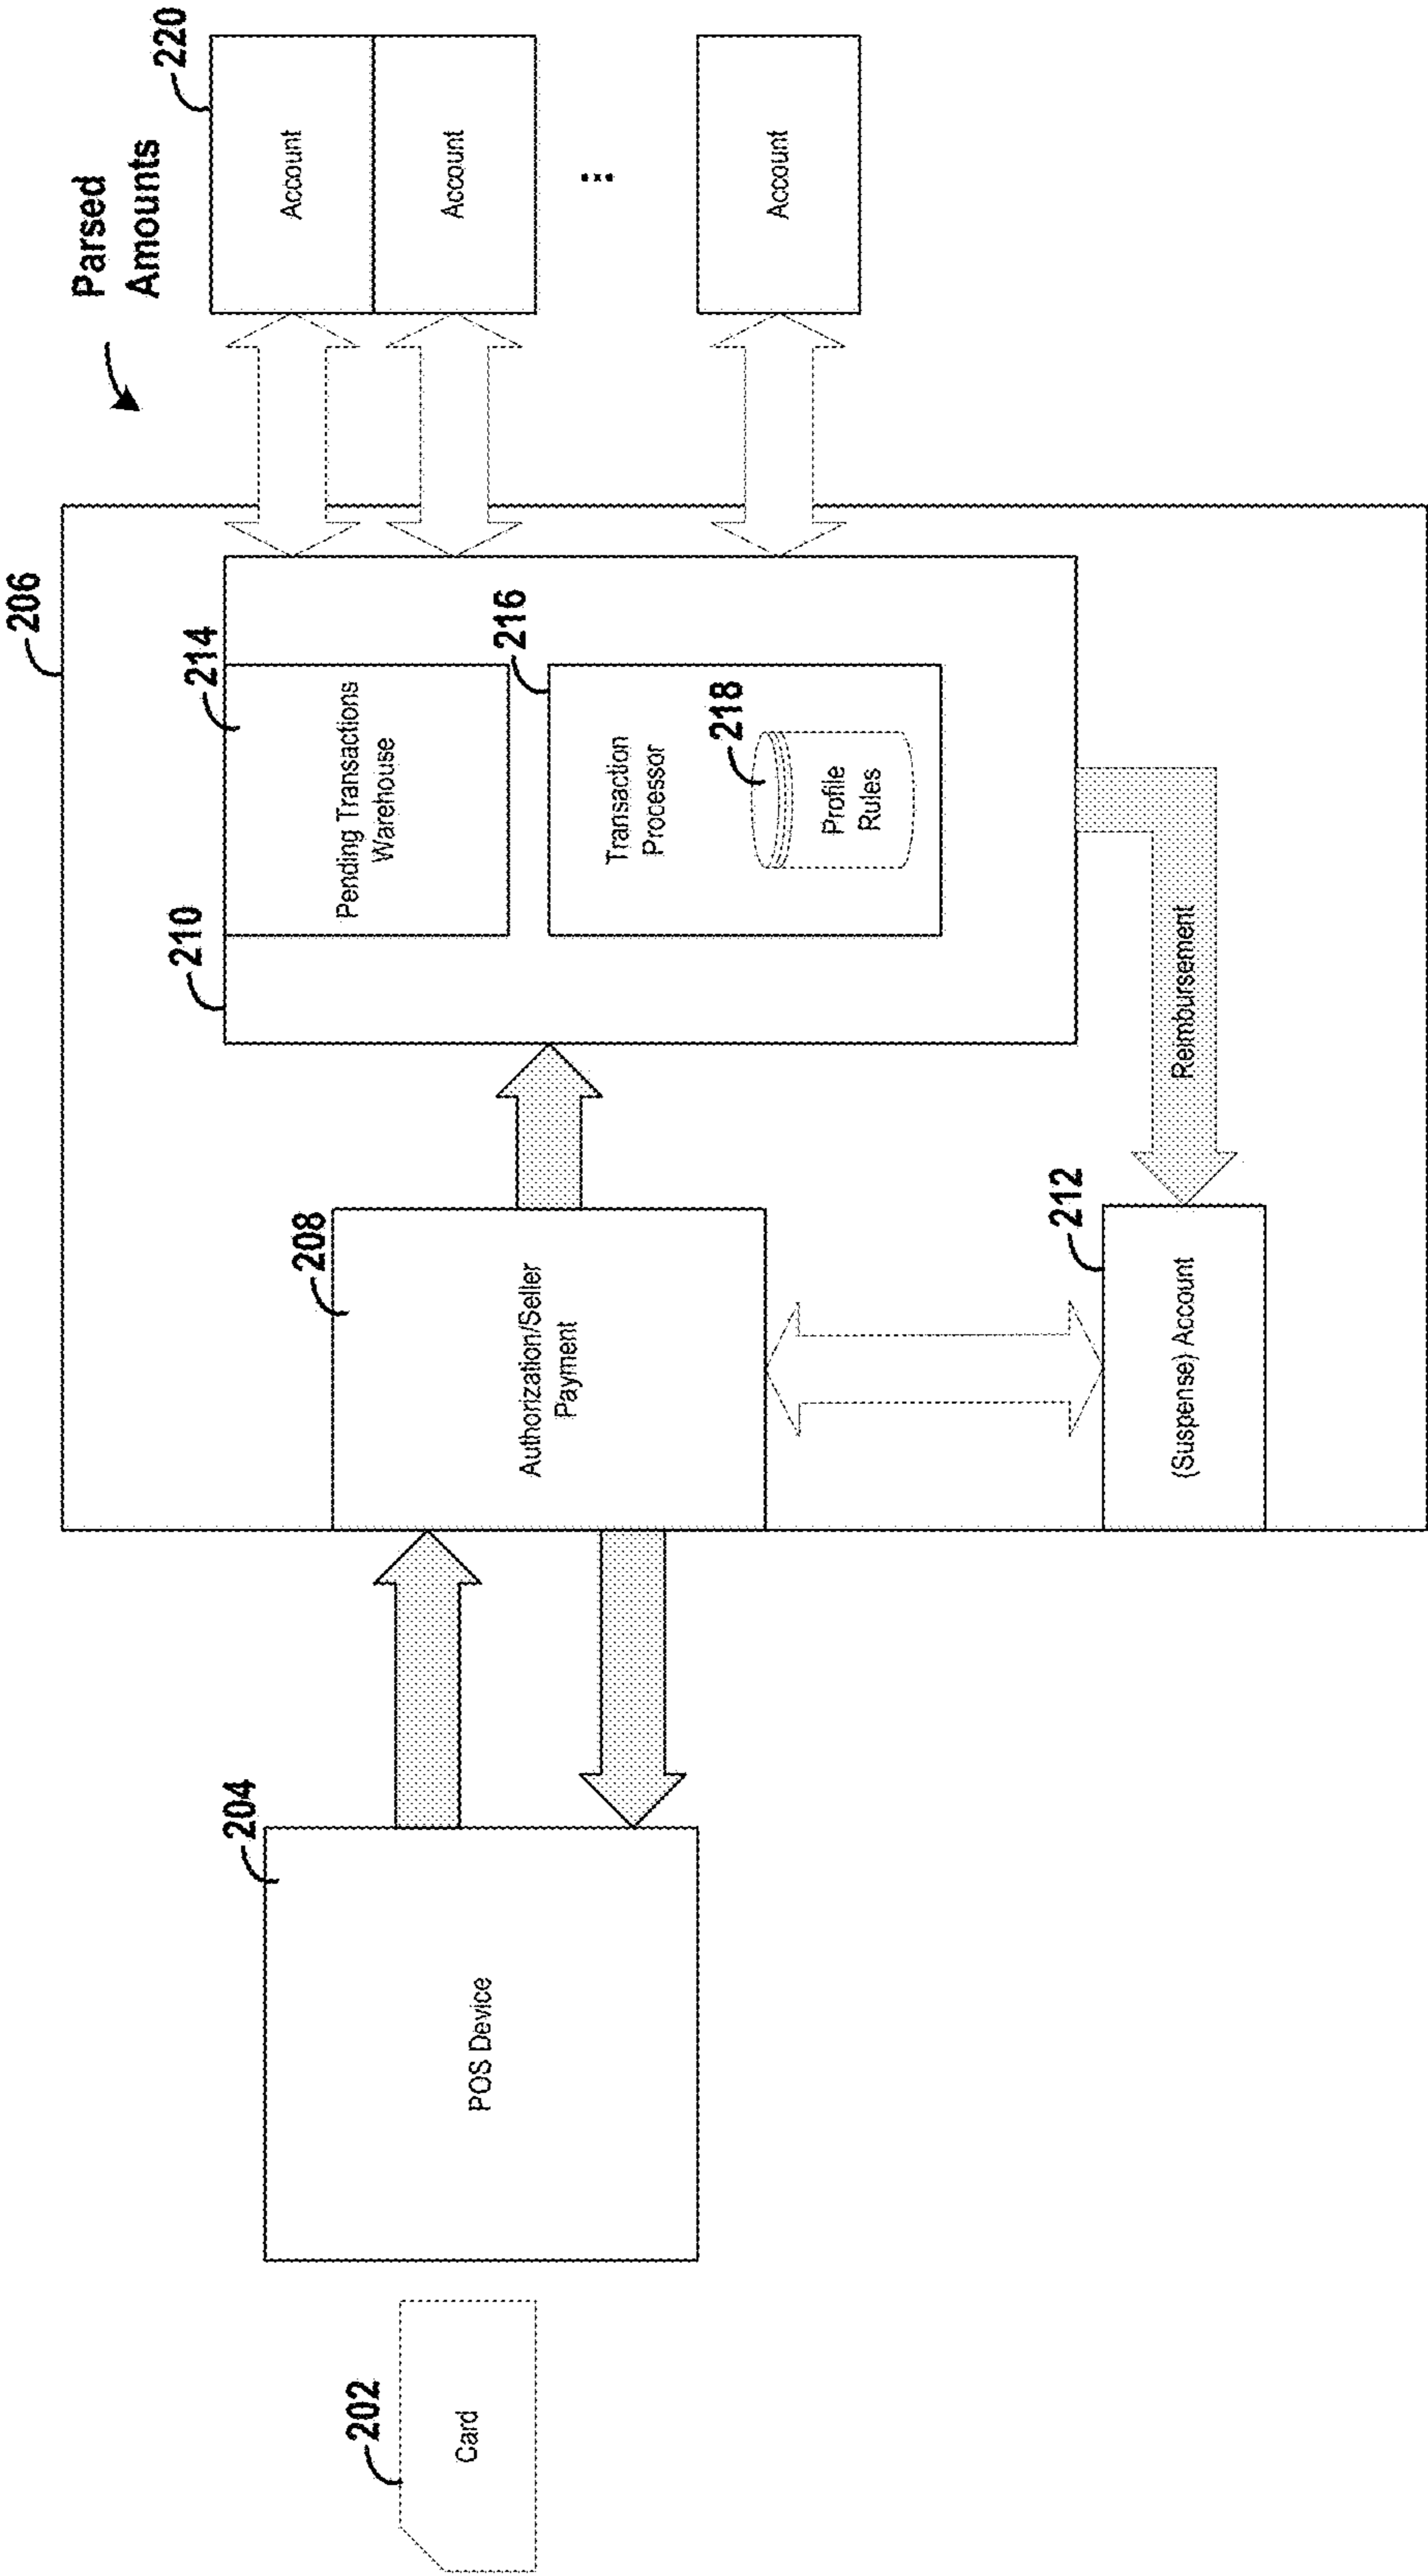 Parsed
Amounts
220
Account
Account
...
Account
206
214
Pending Transactions
Warehouse
210
216
Transaction
Processor
218
Profile
Rules
208
Authorization/Seller
Payment
Reimbursement
212
(Suspense) Account
204
POS Device
202
Card